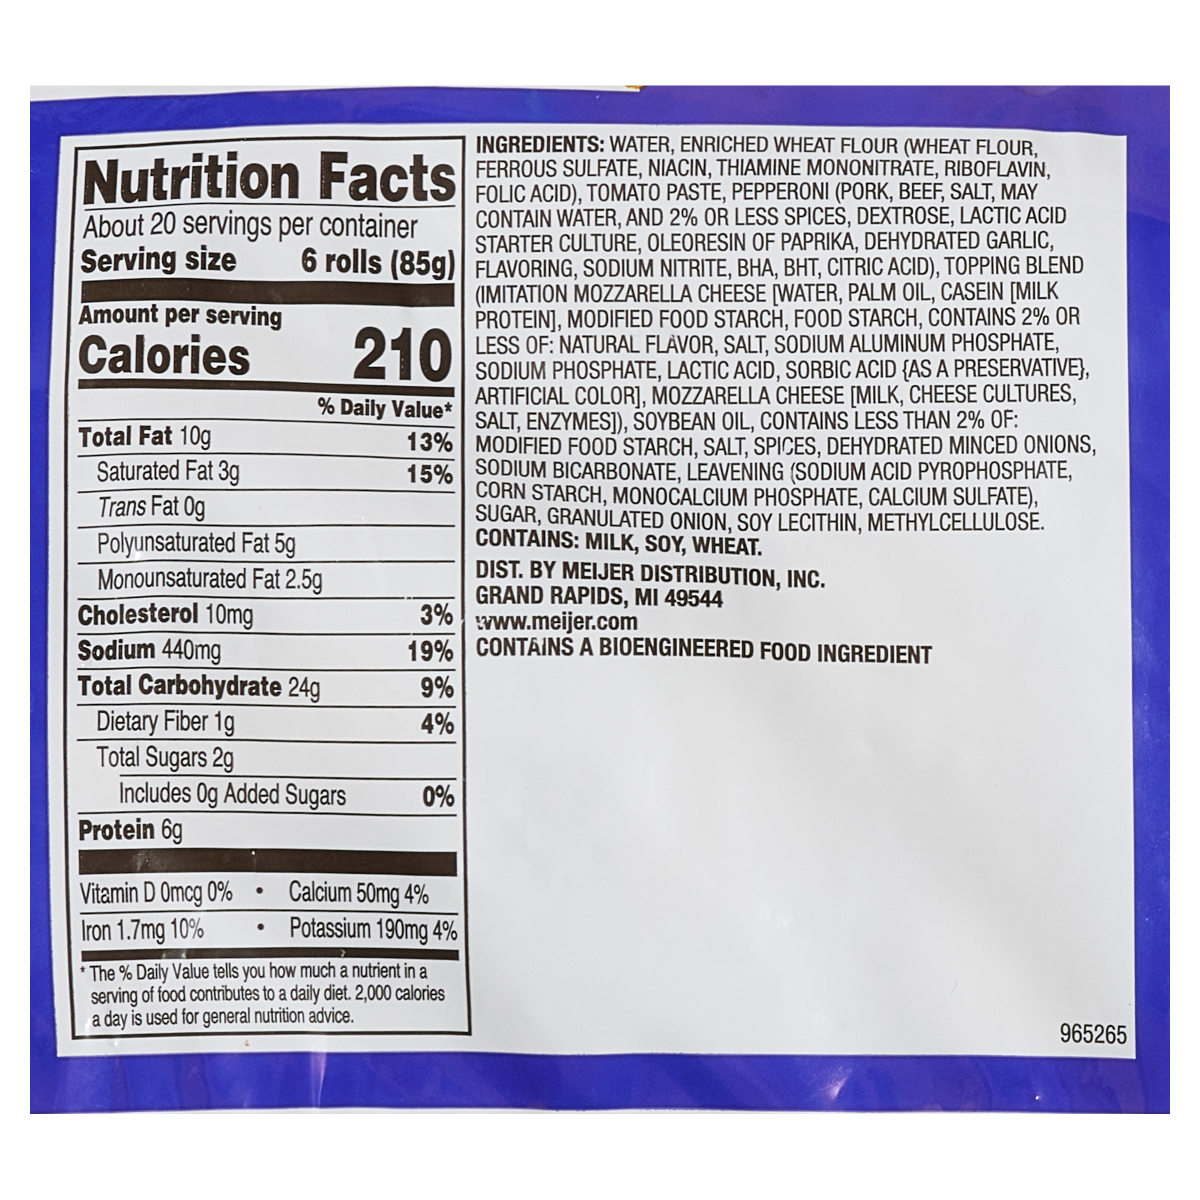 Nutrition Facts
About 20 servings per container
Serving size 6 rolls (85g)
Amount per serving
Calories 210
% Daily Value*
Total Fat 10g 13%
Saturated Fat 3g 15%
Trans Fat 0g
Polyunsaturated Fat 5g
Monounsaturated Fat 2.5g
Cholesterol 10mg 3%
Sodium 440mg 19%
Total Carbohydrate 24g 9%
Dietary Fiber 1g 4%
Total Sugars 2g
Includes 0g Added Sugars 0%
Protein 6g
Vitamin D 0mcg 0% • Calcium 50mg 4%
Iron 1.7mg 10% • Potassium 190mg 4%
* The % Daily Value tells you how much a nutrient in a
serving of food contributes to a daily diet. 2,000 calories
a day is used for general nutrition advice.
INGREDIENTS: WATER, ENRICHED WHEAT FLOUR (WHEAT FLOUR,
FERROUS SULFATE, NIACIN, THIAMINE MONONITRATE, RIBOFLAVIN,
FOLIC ACID), TOMATO PASTE, PEPPERONI (PORK, BEEF, SALT, MAY
CONTAIN WATER, AND 2% OR LESS SPICES, DEXTROSE, LACTIC ACID
STARTER CULTURE, OLEORESIN OF PAPRIKA, DEHYDRATED GARLIC,
FLAVORING, SODIUM NITRITE, BHA, BHT, CITRIC ACID), TOPPING BLEND
(IMITATION MOZZARELLA CHEESE [WATER, PALM OIL, CASEIN [MILK
PROTEIN], MODIFIED FOOD STARCH, FOOD STARCH, CONTAINS 2% OR
LESS OF: NATURAL FLAVOR, SALT, SODIUM ALUMINUM PHOSPHATE,
SODIUM PHOSPHATE, LACTIC ACID, SORBIC ACID {AS A PRESERVATIVE},
ARTIFICIAL COLOR], MOZZARELLA CHEESE [MILK, CHEESE CULTURES,
SALT, ENZYMES]), SOYBEAN OIL, CONTAINS LESS THAN 2% OF:
MODIFIED FOOD STARCH, SALT, SPICES, DEHYDRATED MINCED ONIONS,
SODIUM BICARBONATE, LEAVENING (SODIUM ACID PYROPHOSPHATE,
CORN STARCH, MONOCALCIUM PHOSPHATE, CALCIUM SULFATE),
SUGAR, GRANULATED ONION, SOY LECITHIN, METHYLCELLULOSE.
CONTAINS: MILK, SOY, WHEAT.
DIST. BY MEIJER DISTRIBUTION, INC.
GRAND RAPIDS, MI 49544
www.meijer.com
CONTAINS A BIOENGINEERED FOOD INGREDIENT
965265